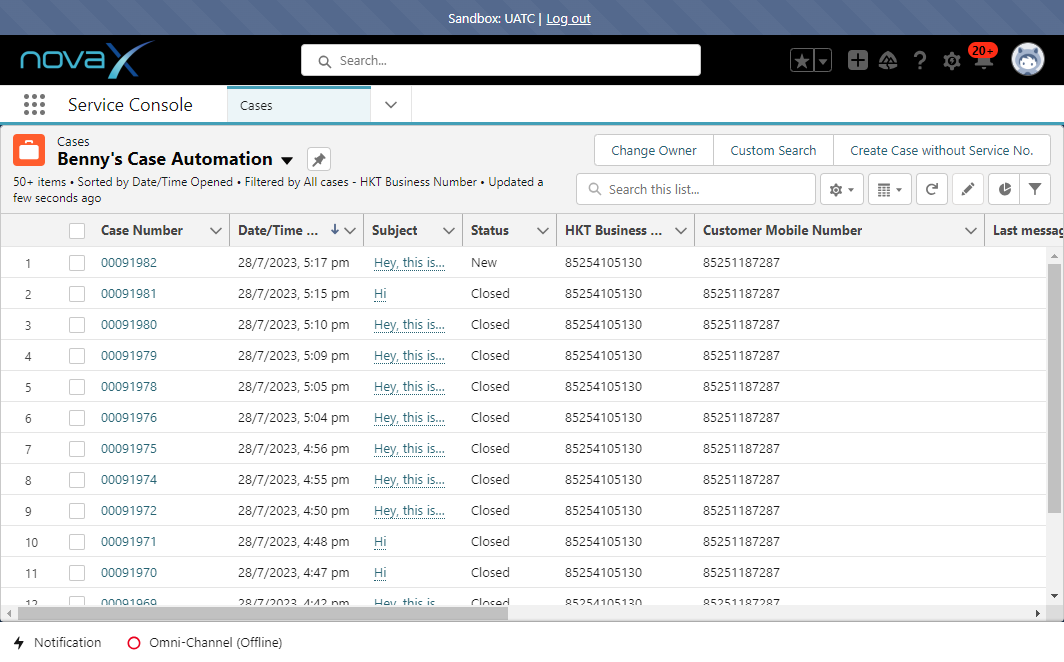 Sandbox: UATC | Log out
novaX
Search...
20+
Service Console
Cases
Cases
Benny's Case Automation
Change Owner
Custom Search
Create Case without Service No.
50+ items • Sorted by Date/Time Opened • Filtered by All cases - HKT Business Number • Updated a
few seconds ago
Search this list...
Case Number Date/Time ... Subject Status HKT Business ... Customer Mobile Number Last messag
1 00091982 28/7/2023, 5:17 pm Hey, this is... New 85254105130 85251187287
2 00091981 28/7/2023, 5:15 pm Hi Closed 85254105130 85251187287
3 00091980 28/7/2023, 5:10 pm Hey, this is... Closed 85254105130 85251187287
4 00091979 28/7/2023, 5:09 pm Hey, this is... Closed 85254105130 85251187287
5 00091978 28/7/2023, 5:05 pm Hey, this is... Closed 85254105130 85251187287
6 00091976 28/7/2023, 5:04 pm Hey, this is... Closed 85254105130 85251187287
7 00091975 28/7/2023, 4:56 pm Hey, this is... Closed 85254105130 85251187287
8 00091974 28/7/2023, 4:55 pm Hey, this is... Closed 85254105130 85251187287
9 00091972 28/7/2023, 4:50 pm Hey, this is... Closed 85254105130 85251187287
10 00091971 28/7/2023, 4:48 pm Hi Closed 85254105130 85251187287
11 00091970 28/7/2023, 4:47 pm Hi Closed 85254105130 85251187287
12 00091969 28/7/2023, 4:42 pm Hey, this is Closed 85254105130 85251187287
Notification
Omni-Channel (Offline)